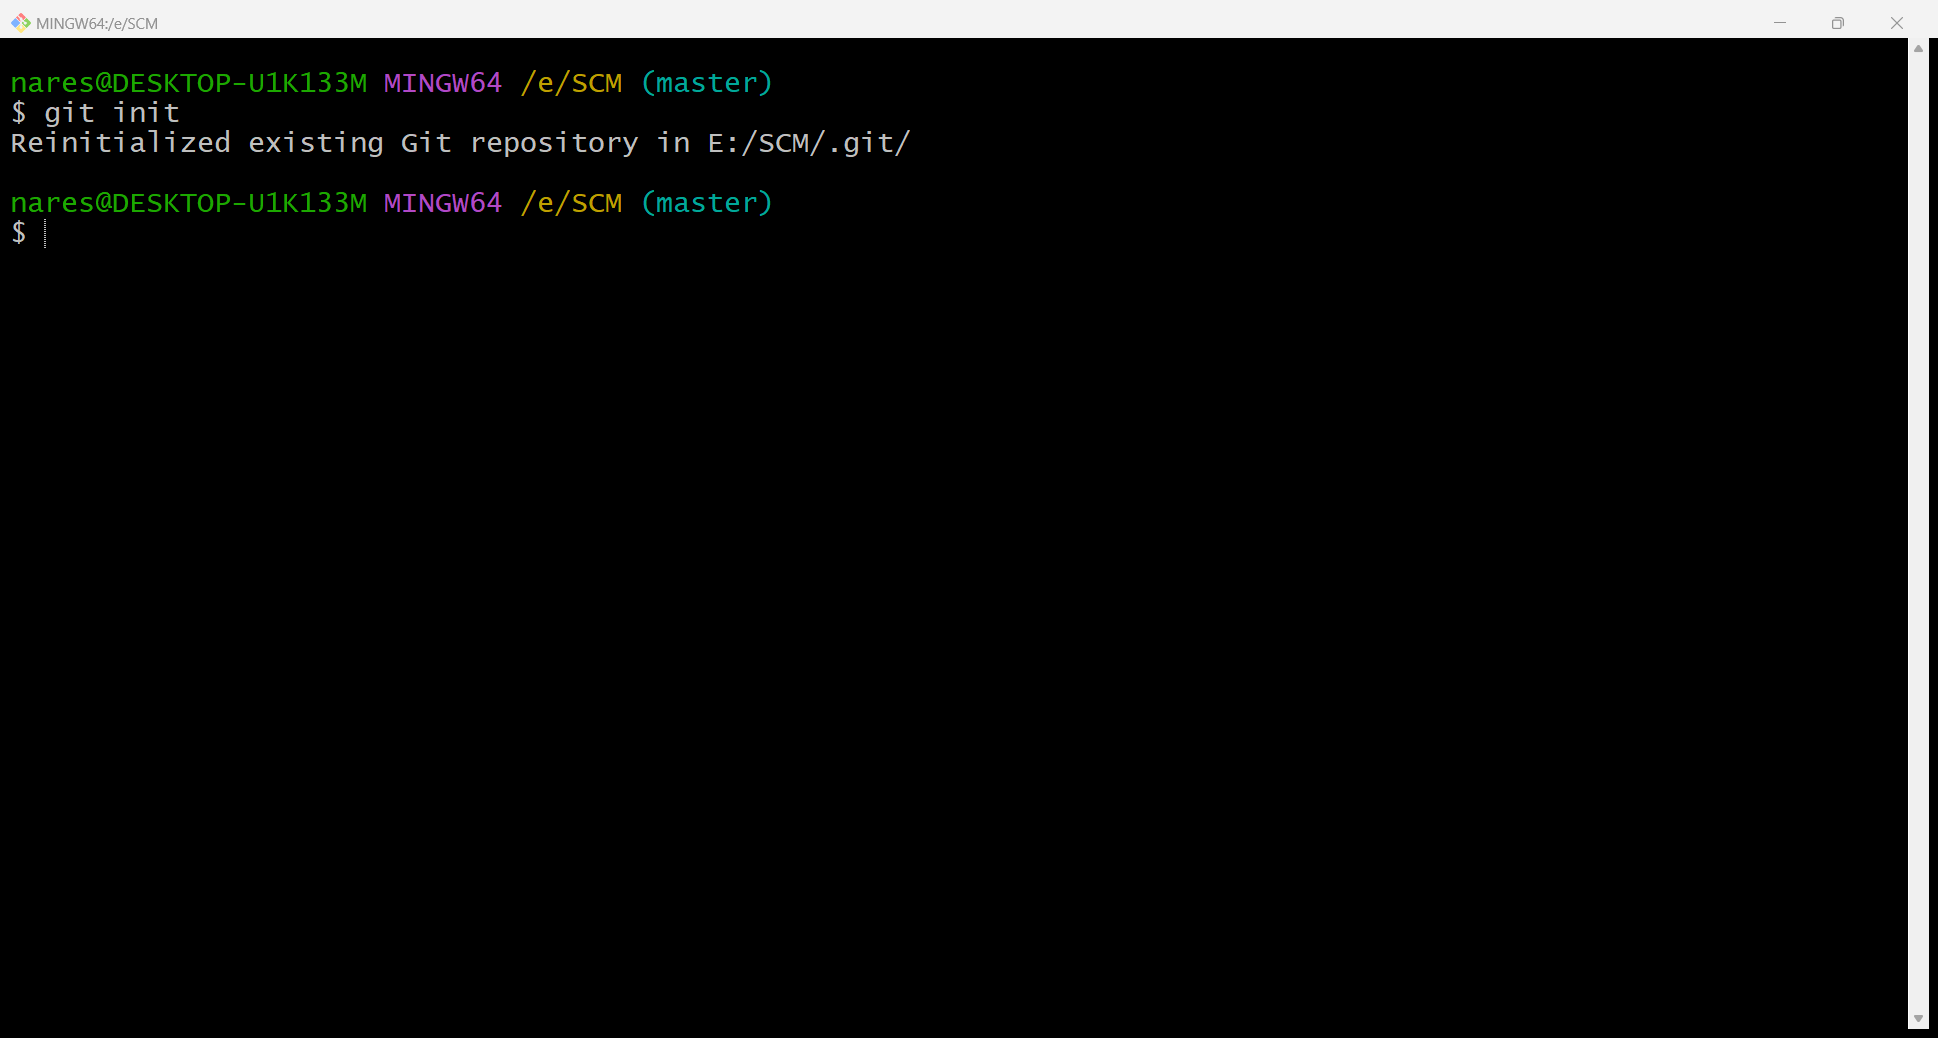 MINGW64:/e/SCM
nares@DESKTOP-U1K133M MINGW64 /e/SCM (master)
$ git init
Reinitialized existing Git repository in E:/SCM/.git/
nares@DESKTOP-U1K133M MINGW64 /e/SCM (master)
$